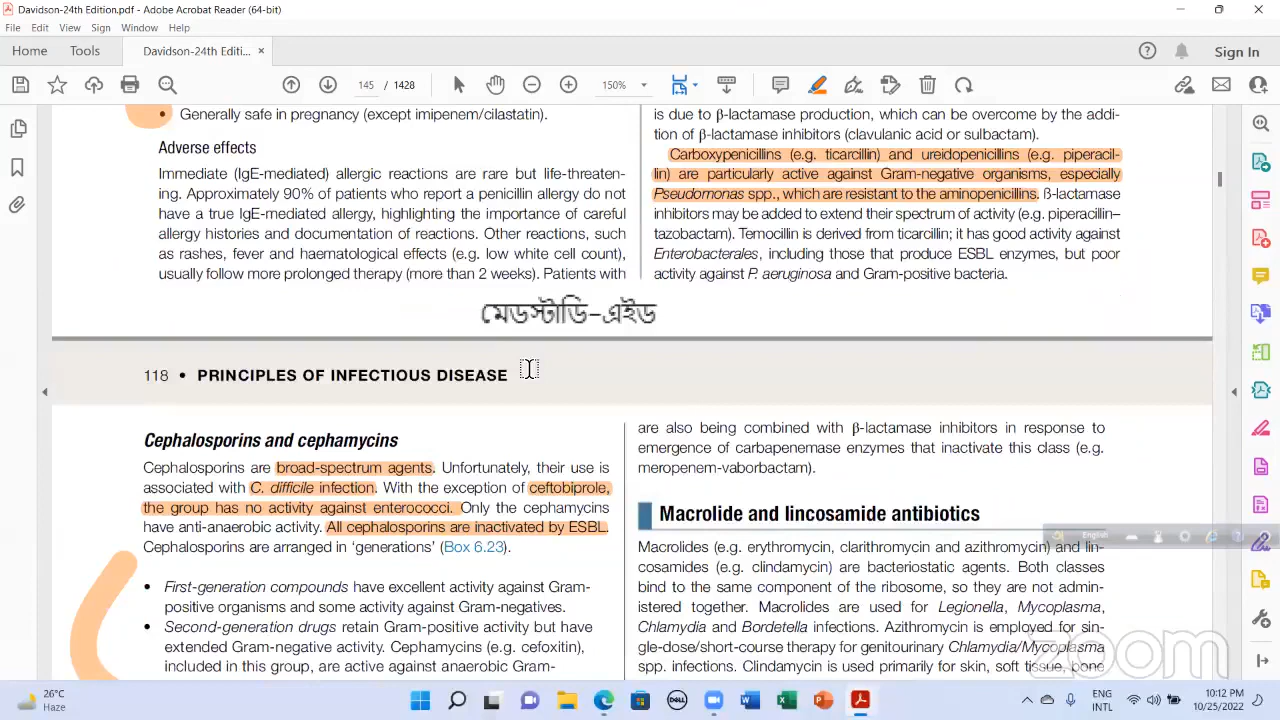 Davidson-24th Edition.pdf - Adobe Acrobat Reader (64-bit)
File Edit View Sign Window Help
Home Tools Davidson-24th Editi... × Sign In
145 / 1428 150%
• Generally safe in pregnancy (except imipenem/cilastatin).
Adverse effects
Immediate (IgE-mediated) allergic reactions are rare but life-threaten-
ing. Approximately 90% of patients who report a penicillin allergy do not
have a true IgE-mediated allergy, highlighting the importance of careful
allergy histories and documentation of reactions. Other reactions, such
as rashes, fever and haematological effects (e.g. low white cell count),
usually follow more prolonged therapy (more than 2 weeks). Patients with
is due to β-lactamase production, which can be overcome by the addi-
tion of β-lactamase inhibitors (clavulanic acid or sulbactam).
Carboxypenicillins (e.g. ticarcillin) and ureidopenicillins (e.g. piperacil-
lin) are particularly active against Gram-negative organisms, especially
Pseudomonas spp., which are resistant to the aminopenicillins. ß-lactamase
inhibitors may be added to extend their spectrum of activity (e.g. piperacillin–
tazobactam). Temocillin is derived from ticarcillin; it has good activity against
Enterobacterales, including those that produce ESBL enzymes, but poor
activity against P. aeruginosa and Gram-positive bacteria.
মেডস্টাডি-এইড
118 • PRINCIPLES OF INFECTIOUS DISEASE
Cephalosporins and cephamycins
Cephalosporins are broad-spectrum agents. Unfortunately, their use is
associated with C. difficile infection. With the exception of ceftobiprole,
the group has no activity against enterococci. Only the cephamycins
have anti-anaerobic activity. All cephalosporins are inactivated by ESBL.
Cephalosporins are arranged in ‘generations’ (Box 6.23).
• First-generation compounds have excellent activity against Gram-
positive organisms and some activity against Gram-negatives.
• Second-generation drugs retain Gram-positive activity but have
extended Gram-negative activity. Cephamycins (e.g. cefoxitin),
included in this group, are active against anaerobic Gram-
are also being combined with β-lactamase inhibitors in response to
emergence of carbapenemase enzymes that inactivate this class (e.g.
meropenem-vaborbactam).
Macrolide and lincosamide antibiotics
Macrolides (e.g. erythromycin, clarithromycin and azithromycin) and lin-
cosamides (e.g. clindamycin) are bacteriostatic agents. Both classes
bind to the same component of the ribosome, so they are not admin-
istered together. Macrolides are used for Legionella, Mycoplasma,
Chlamydia and Bordetella infections. Azithromycin is employed for sin-
gle-dose/short-course therapy for genitourinary Chlamydia/Mycoplasma
spp. infections. Clindamycin is used primarily for skin, soft tissue, bone
English
zoom
26°C
Haze
DELL
ENG
INTL
10:12 PM
10/25/2022